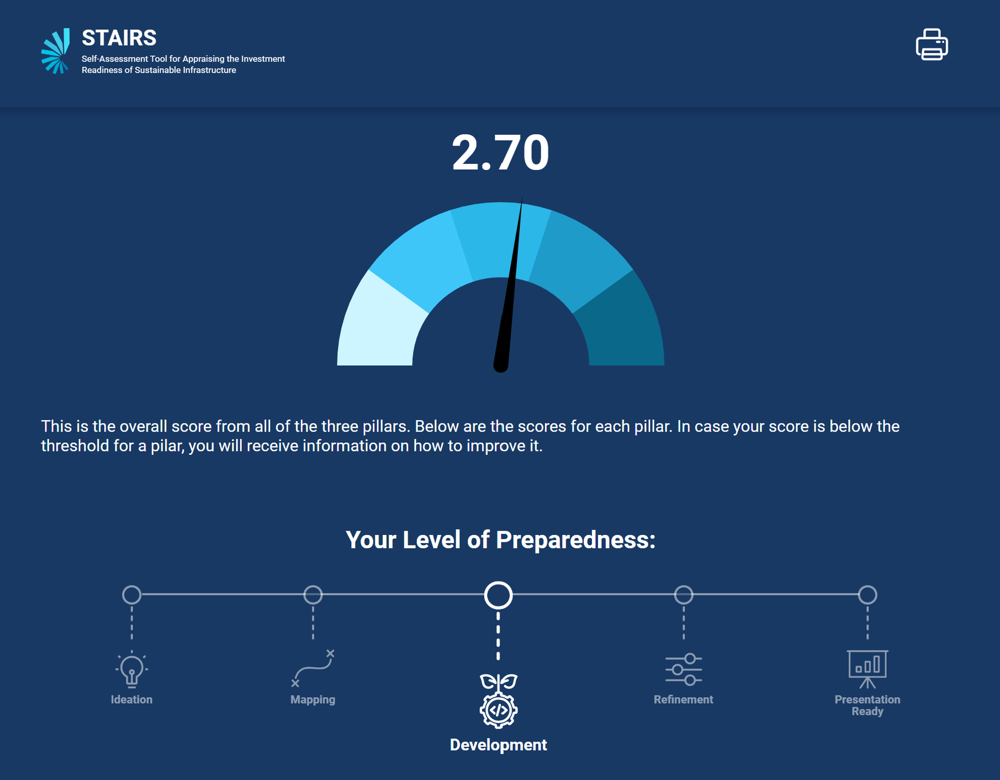 STAIRS
Self-Assessment Tool for Appraising the Investment
Readiness of Sustainable Infrastructure
2.70
This is the overall score from all of the three pillars. Below are the scores for each pillar. In case your score is below the
threshold for a pilar, you will receive information on how to improve it.
Your Level of Preparedness:
Ideation
Mapping
</>
Development
Refinement
Presentation
Ready